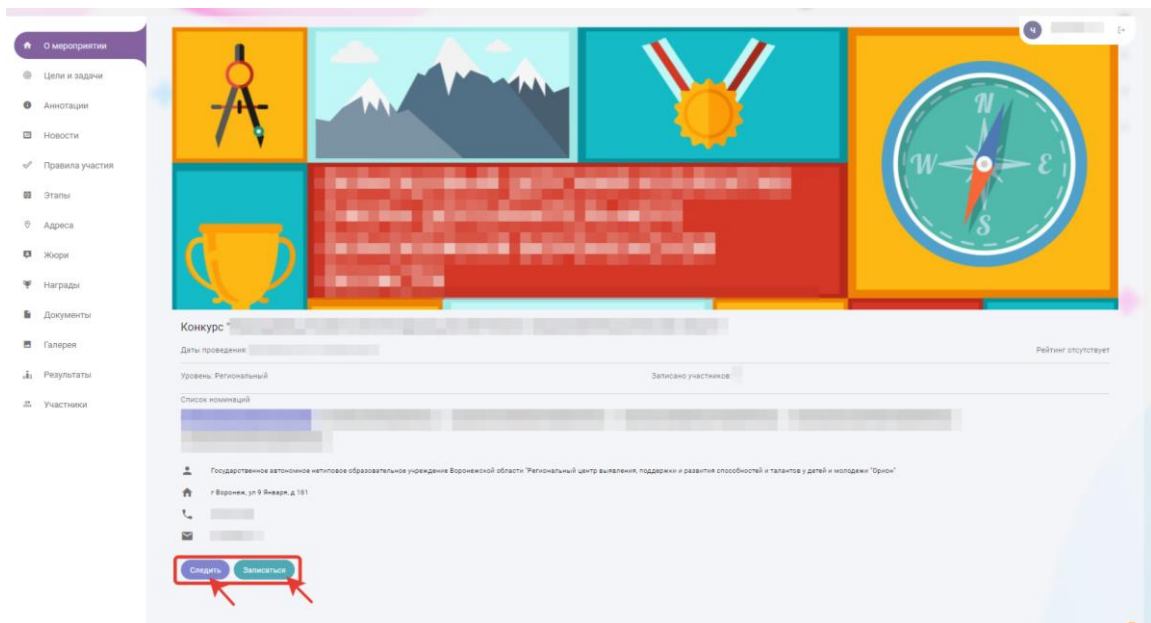 Ч
О мероприятии
Цели и задачи
Аннотации
Новости
Правила участия
Этапы
Адреса
Жюри
Награды
Документы
Галерея
Результаты
Участники
N
W
E
S
Конкурс "
Даты проведения:
Рейтинг отсутствует
Уровень: Региональный
Записано участников:
Список номинаций
Государственное автономное нетиповое образовательное учреждение Воронежской области "Региональный центр выявления, поддержки и развития способностей и талантов у детей и молодежи "Орион"
г Воронеж, ул 9 Января, д 161
Следить
Записаться